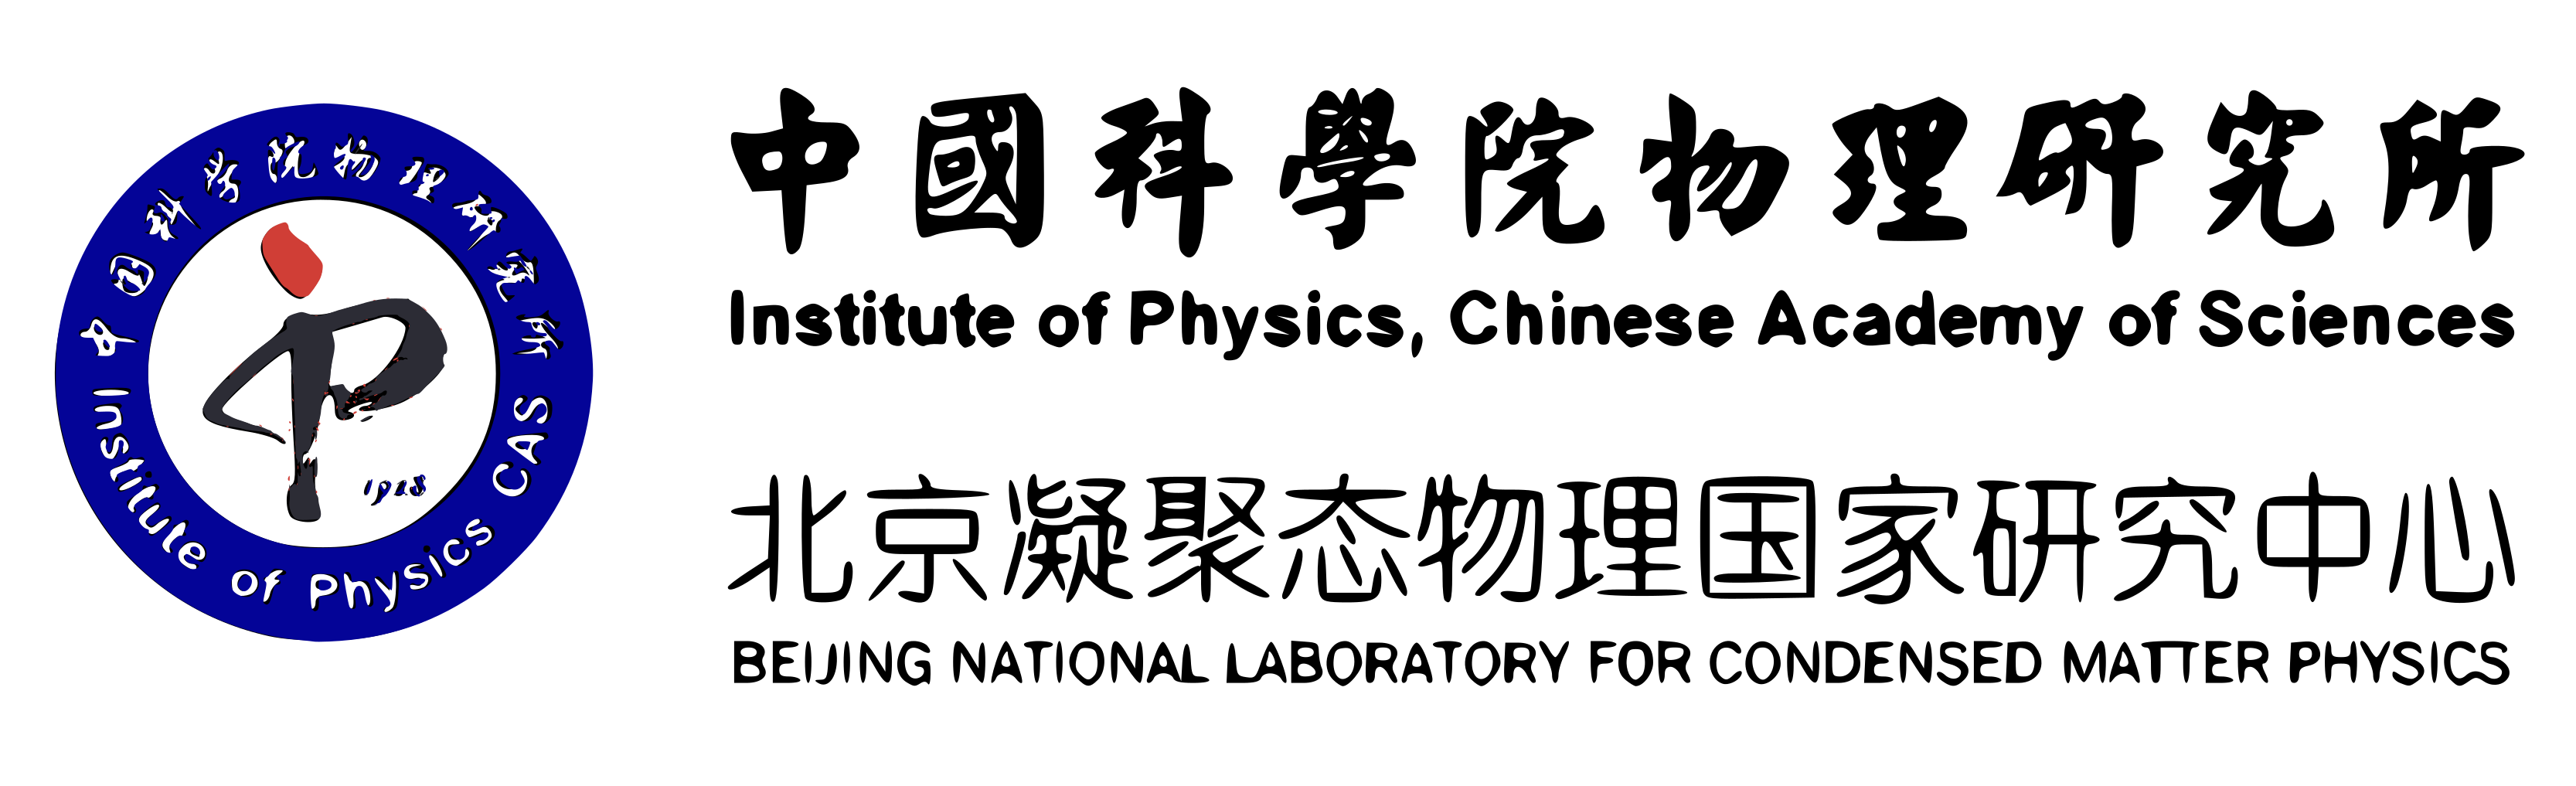 中国科学院物理研究所
Institute of Physics CAS
1928
中國科學院物理研究所
Institute of Physics, Chinese Academy of Sciences
北京凝聚态物理国家研究中心
BEIJING NATIONAL LABORATORY FOR CONDENSED MATTER PHYSICS